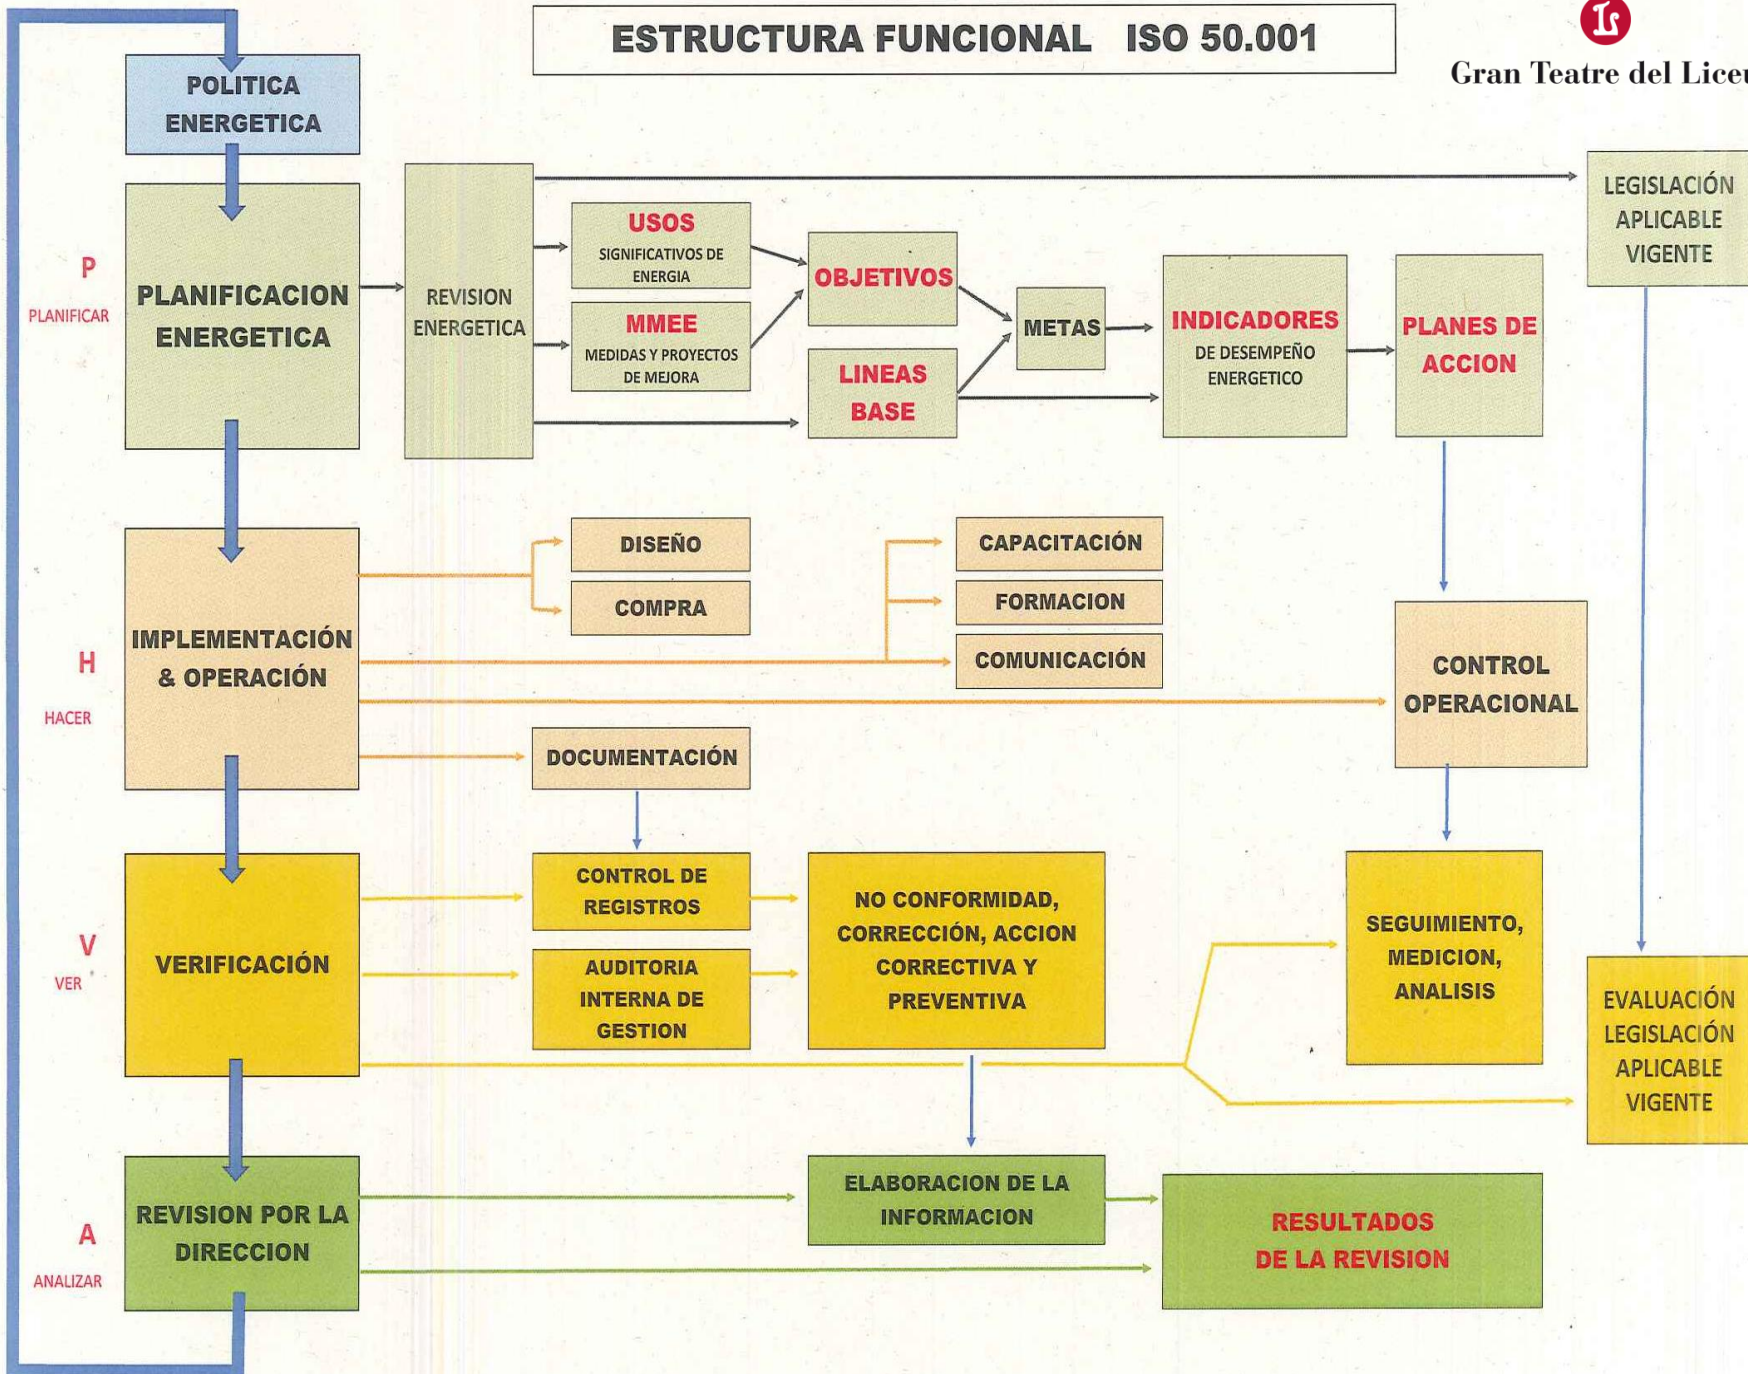 ESTRUCTURA FUNCIONAL ISO 50.001
Gran Teatre del Liceu
POLITICA
ENERGETICA
P
PLANIFICAR
PLANIFICACION
ENERGETICA
REVISION
ENERGETICA
USOS
SIGNIFICATIVOS DE
ENERGIA
MMEE
MEDIDAS Y PROYECTOS
DE MEJORA
OBJETIVOS
LINEAS
BASE
METAS
INDICADORES
DE DESEMPEÑO
ENERGETICO
PLANES DE
ACCION
LEGISLACIÓN
APLICABLE
VIGENTE
H
HACER
IMPLEMENTACIÓN
& OPERACIÓN
DISEÑO
COMPRA
CAPACITACIÓN
FORMACION
COMUNICACIÓN
CONTROL
OPERACIONAL
DOCUMENTACIÓN
V
VER
VERIFICACIÓN
CONTROL DE
REGISTROS
AUDITORIA
INTERNA DE
GESTION
NO CONFORMIDAD,
CORRECCIÓN, ACCION
CORRECTIVA Y
PREVENTIVA
SEGUIMIENTO,
MEDICION,
ANALISIS
EVALUACIÓN
LEGISLACIÓN
APLICABLE
VIGENTE
A
ANALIZAR
REVISION POR LA
DIRECCION
ELABORACION DE LA
INFORMACION
RESULTADOS
DE LA REVISION